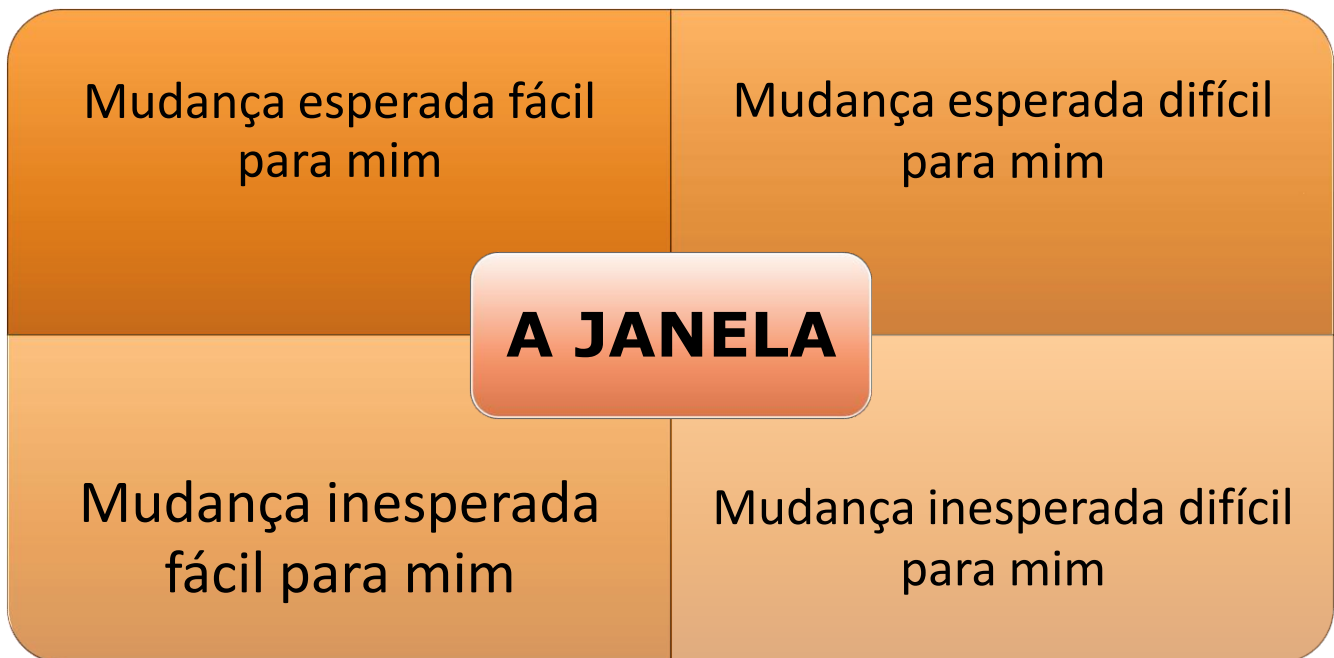 Mudança esperada fácil
para mim
Mudança esperada difícil
para mim
A JANELA
Mudança inesperada
fácil para mim
Mudança inesperada difícil
para mim